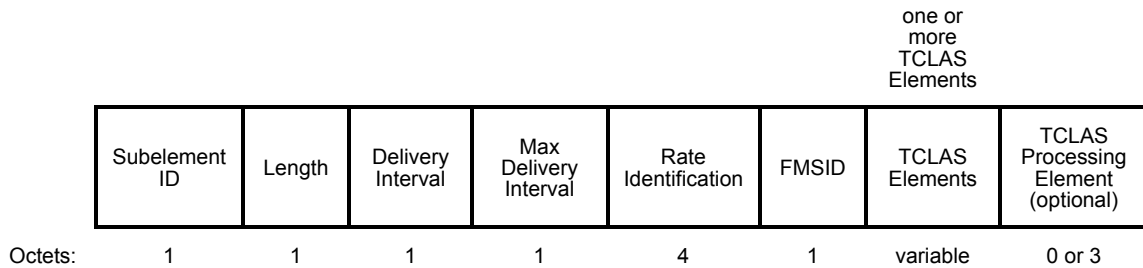 one or
more
TCLAS
Elements
Subelement
ID
Length
Delivery
Interval
Max
Delivery
Interval
Rate
Identification
FMSID
TCLAS
Elements
TCLAS
Processing
Element
(optional)
Octets: 1 1 1 1 4 1 variable 0 or 3